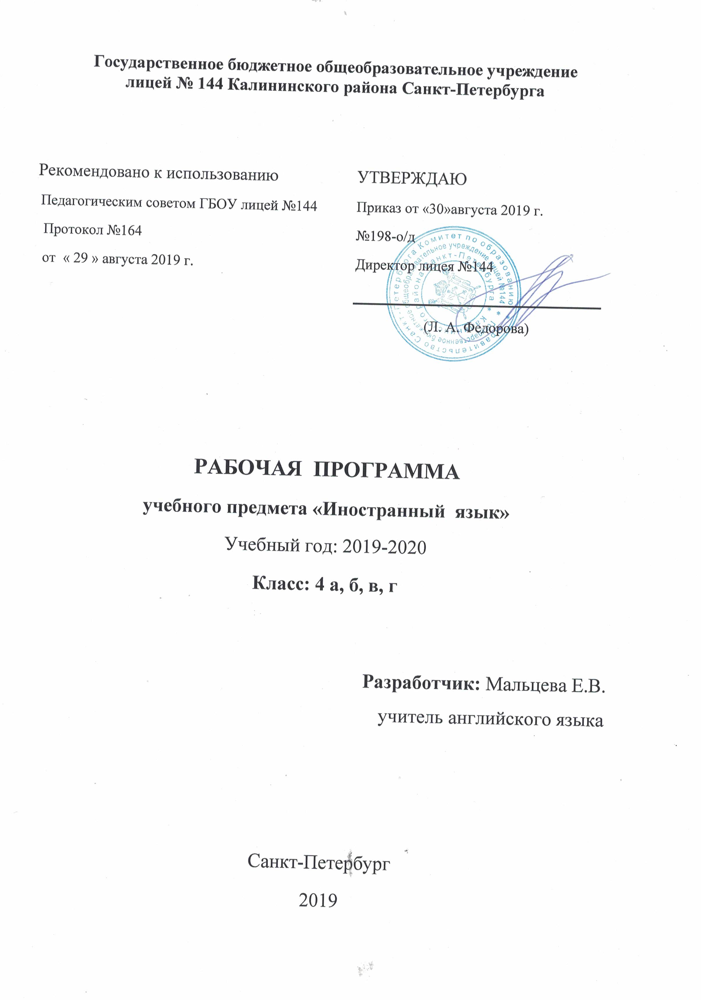 Государственное бюджетное общеобразовательное учреждение
лицей № 144 Калининского района Санкт-Петербурга
Рекомендовано к использованию
Педагогическим советом ГБОУ лицей №144
Протокол №164
от « 29 » августа 2019 г.
УТВЕРЖДАЮ
Приказ от «30»августа 2019 г.
№198-о/д
Директор лицея №144
(Л. А. Федорова)
Правительство Санкт-Петербурга Комитет по образованию *
Государственное бюджетное общеобразовательное учреждение лицей №144 *
Калининского района Санкт-Петербурга *
РАБОЧАЯ ПРОГРАММА
учебного предмета «Иностранный язык»
Учебный год: 2019-2020
Класс: 4 а, б, в, г
Разработчик: Мальцева Е.В.
учитель английского языка
Санкт-Петербург
2019